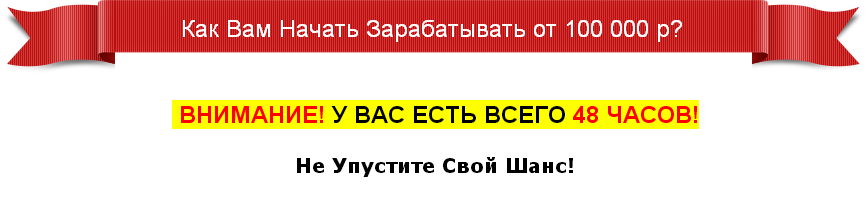 Как Вам Начать Зарабатывать от 100 000 р?
ВНИМАНИЕ! У ВАС ЕСТЬ ВСЕГО 48 ЧАСОВ!
Не Упустите Свой Шанс!